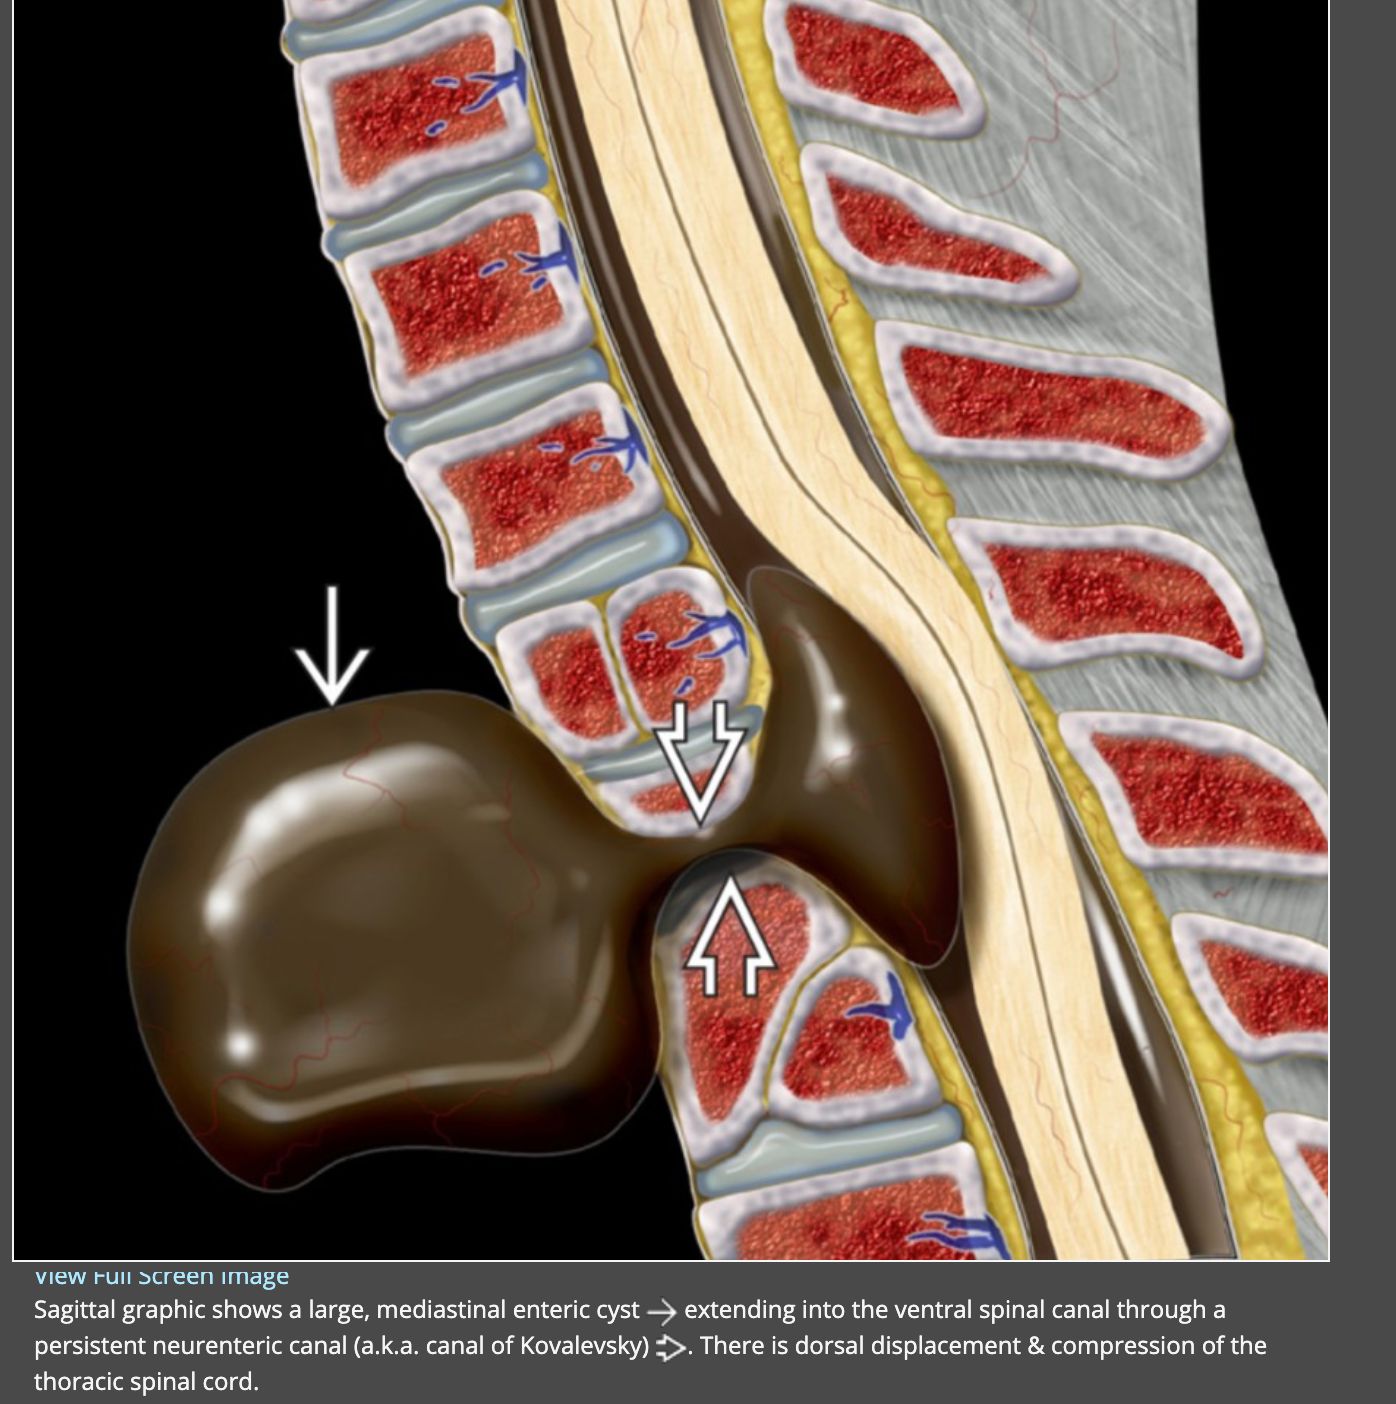 View Full Screen Image
Sagittal graphic shows a large, mediastinal enteric cyst → extending into the ventral spinal canal through a
persistent neurenteric canal (a.k.a. canal of Kovalevsky) ➾. There is dorsal displacement & compression of the
thoracic spinal cord.